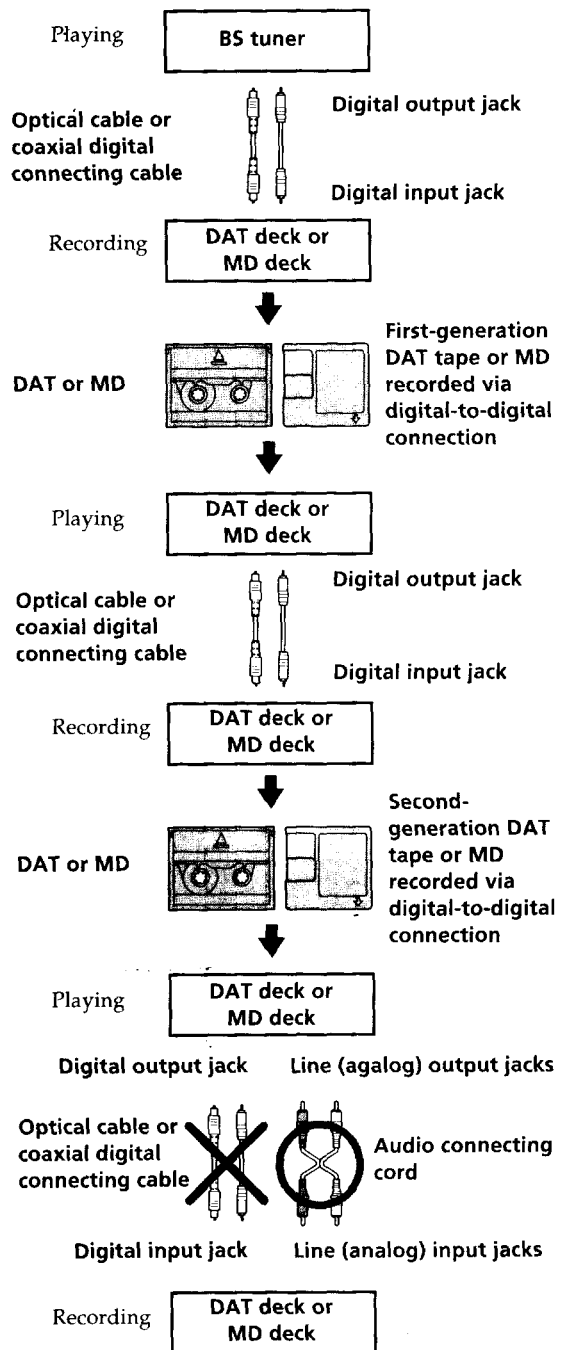 Playing
BS tuner
Optical cable or
coaxial digital
connecting cable
Digital output jack
Digital input jack
Recording
DAT deck or
MD deck
DAT or MD
First-generation
DAT tape or MD
recorded via
digital-to-digital
connection
Playing
DAT deck or
MD deck
Optical cable or
coaxial digital
connecting cable
Digital output jack
Digital input jack
Recording
DAT deck or
MD deck
DAT or MD
Second-
generation DAT
tape or MD
recorded via
digital-to-digital
connection
Playing
DAT deck or
MD deck
Digital output jack
Line (agalog) output jacks
Optical cable or
coaxial digital
connecting cable
Audio connecting
cord
Digital input jack
Line (analog) input jacks
Recording
DAT deck or
MD deck